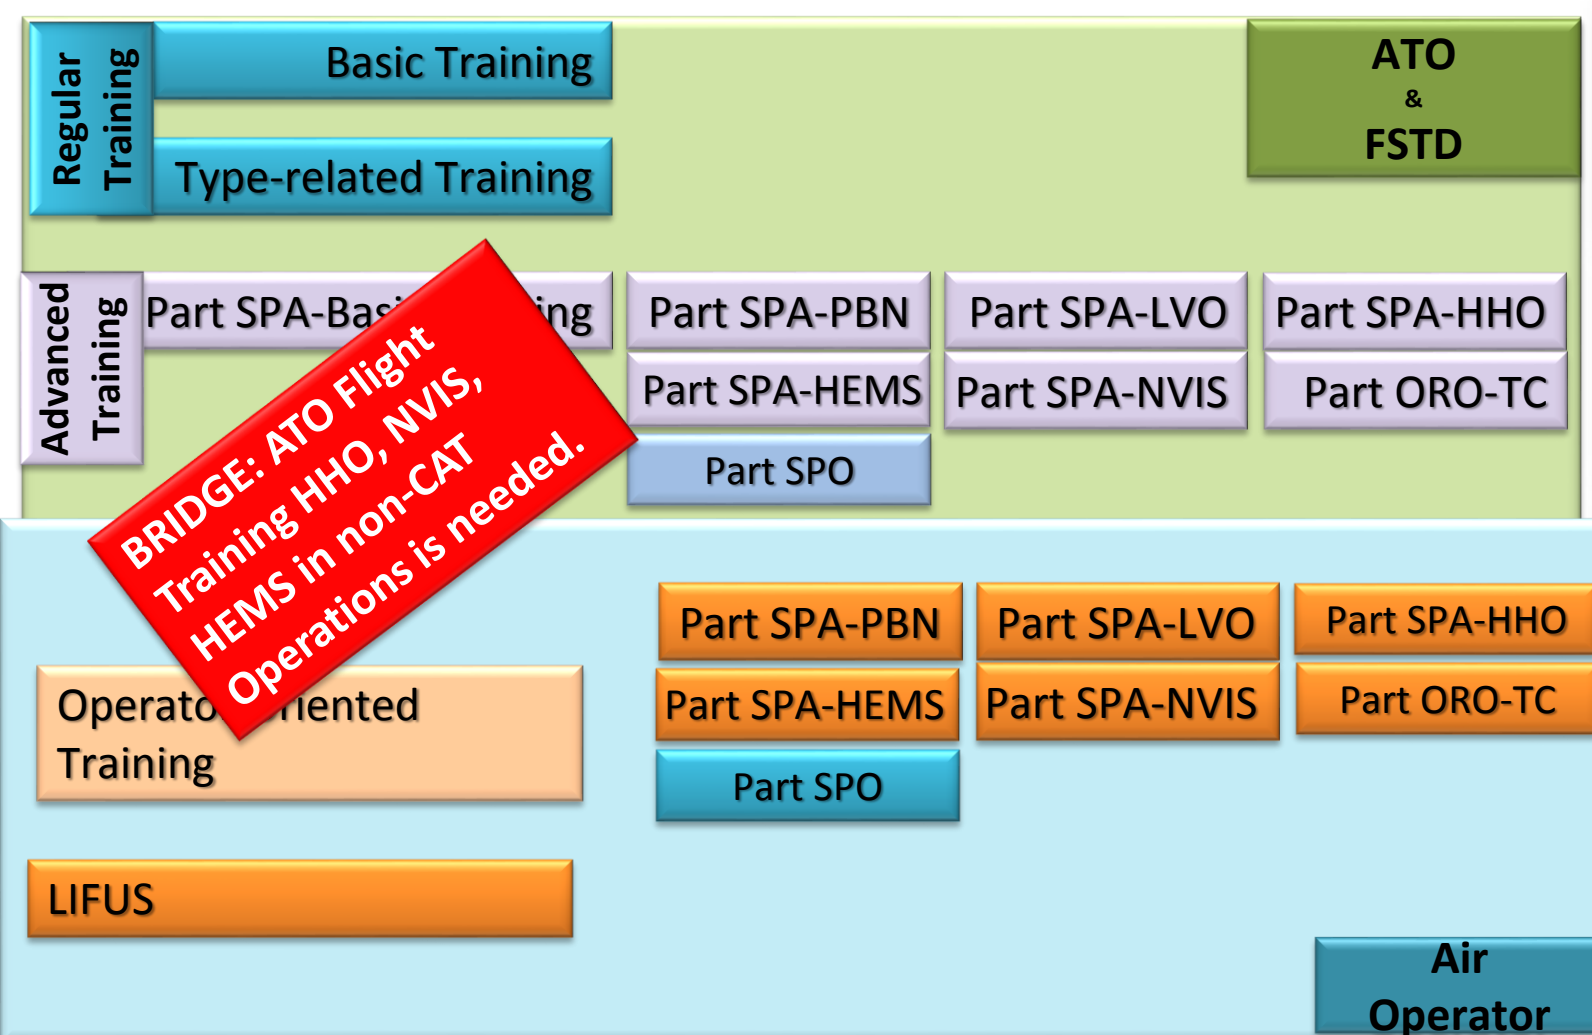 Regular
Training
Basic Training
Type-related Training
ATO
&
FSTD
Advanced
Training
Part SPA-Bas ing
Part SPA-PBN
Part SPA-LVO
Part SPA-HHO
Part SPA-HEMS
Part SPA-NVIS
Part ORO-TC
Part SPO
BRIDGE: ATO Flight
Training HHO, NVIS,
HEMS in non-CAT
Operations is needed.
Part SPA-PBN
Part SPA-LVO
Part SPA-HHO
Part SPA-HEMS
Part SPA-NVIS
Part ORO-TC
Part SPO
Operator Oriented
Training
LIFUS
Air
Operator